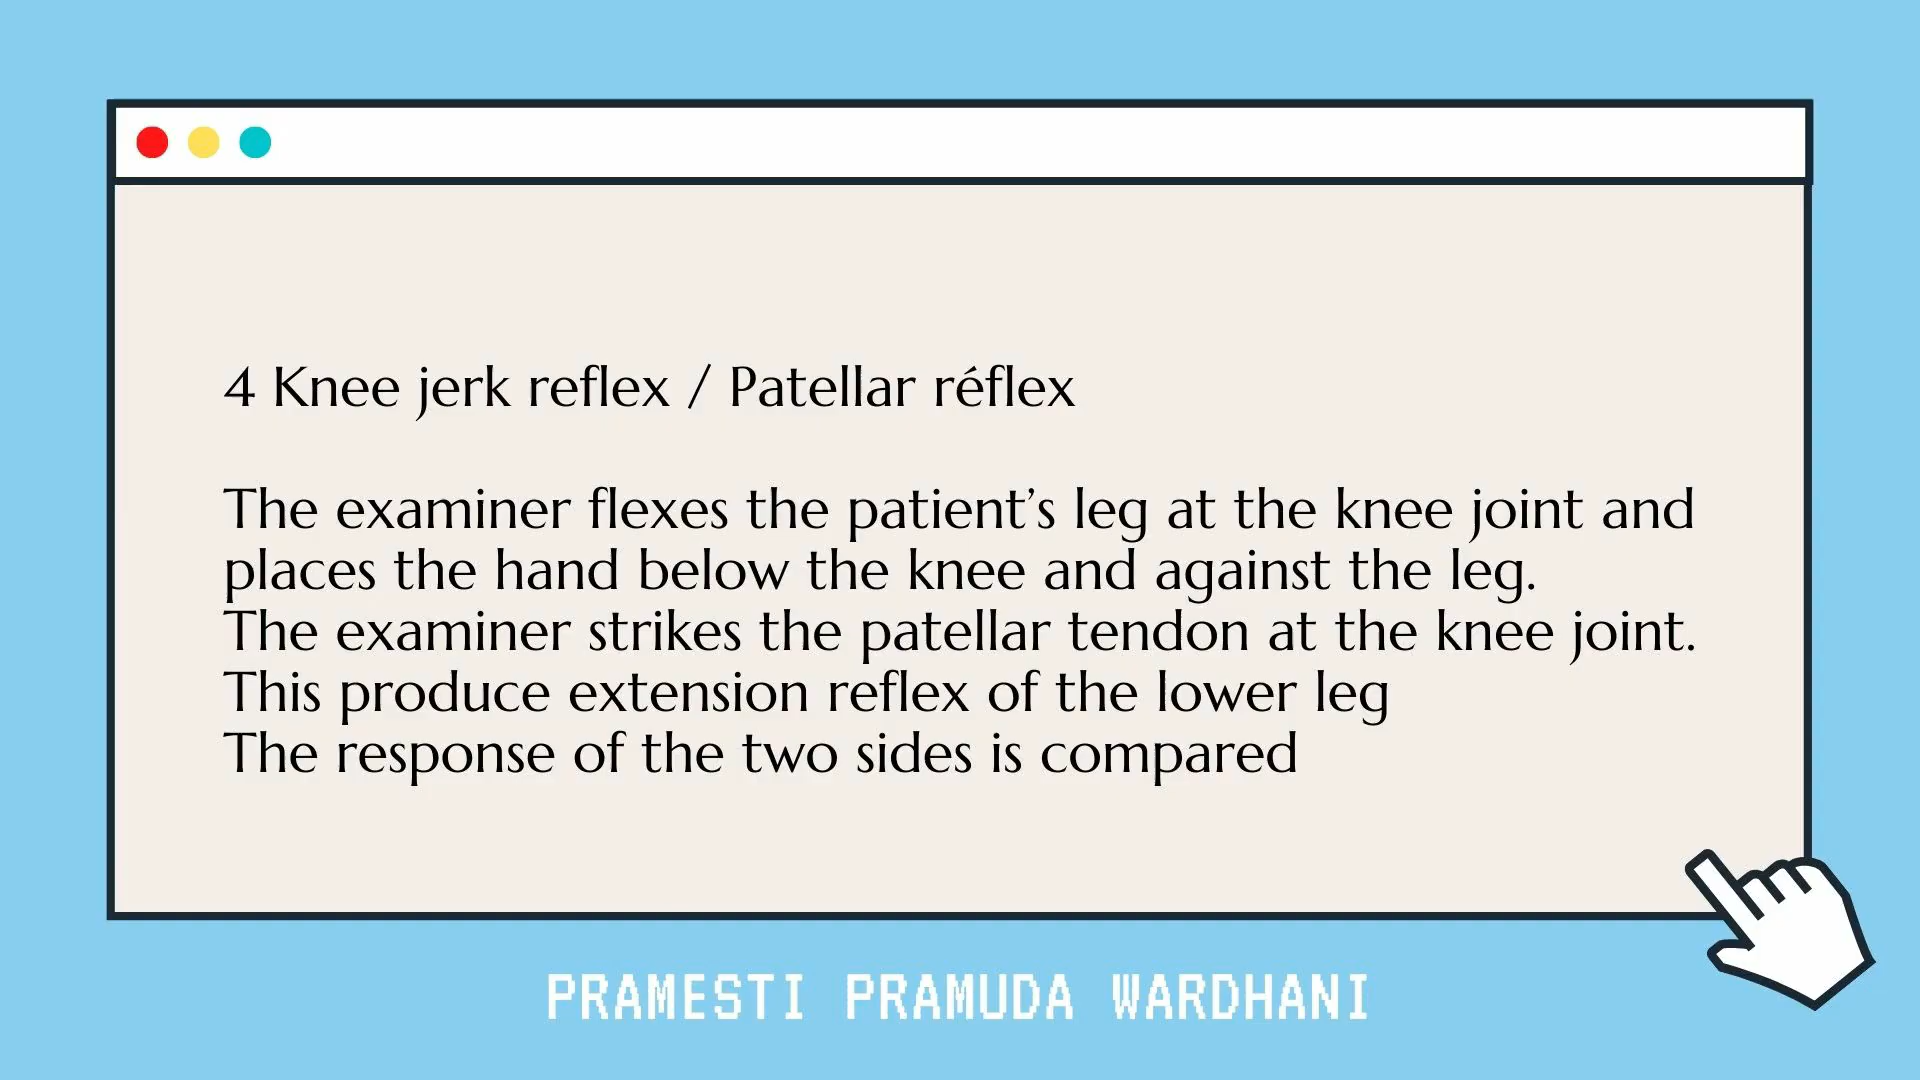 4 Knee jerk reflex / Patellar réflex
The examiner flexes the patient’s leg at the knee joint and
places the hand below the knee and against the leg.
The examiner strikes the patellar tendon at the knee joint.
This produce extension reflex of the lower leg
The response of the two sides is compared
PRAMESTI PRAMUDA WARDHANI